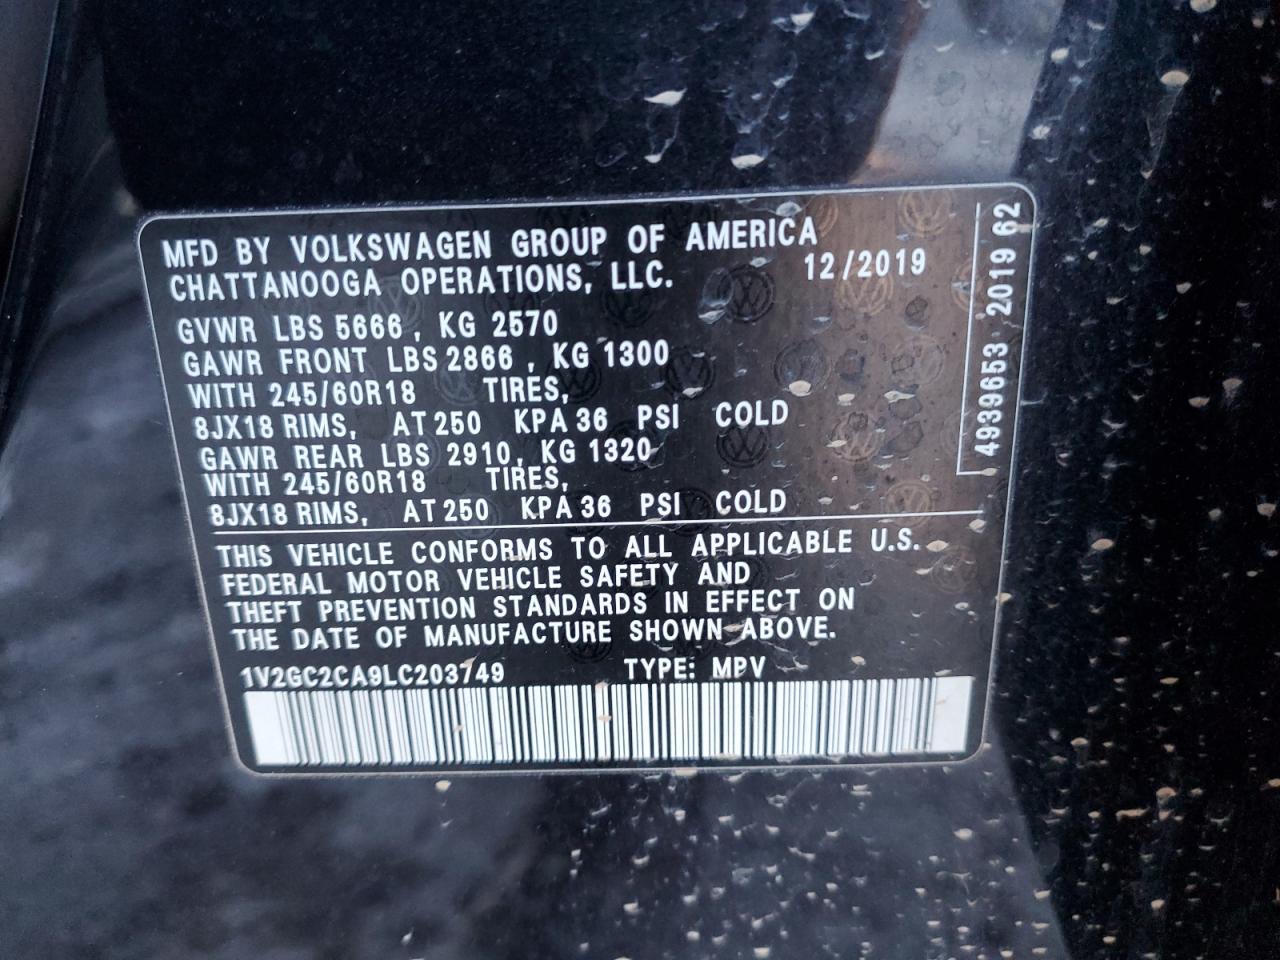 MFD BY VOLKSWAGEN GROUP OF AMERICA
CHATTANOOGA OPERATIONS, LLC. 12/2019
GVWR LBS 5666, KG 2570
GAWR FRONT LBS 2866, KG 1300
WITH 245/60R18 TIRES,
8JX18 RIMS, AT 250 KPA 36 PSI COLD
GAWR REAR LBS 2910, KG 1320
WITH 245/60R18 TIRES,
8JX18 RIMS, AT 250 KPA 36 PSI COLD
THIS VEHICLE CONFORMS TO ALL APPLICABLE U.S.
FEDERAL MOTOR VEHICLE SAFETY AND
THEFT PREVENTION STANDARDS IN EFFECT ON
THE DATE OF MANUFACTURE SHOWN ABOVE.
1V2GC2CA9LC203749 TYPE: MPV
4939653 2019 62